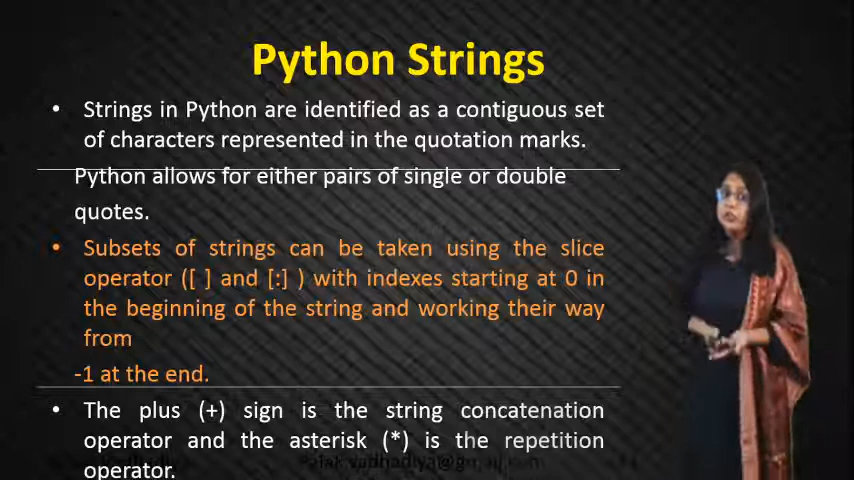 Python Strings
• Strings in Python are identified as a contiguous set
of characters represented in the quotation marks.
Python allows for either pairs of single or double
quotes.
• Subsets of strings can be taken using the slice
operator ([ ] and [:] ) with indexes starting at 0 in
the beginning of the string and working their way
from
-1 at the end.
• The plus (+) sign is the string concatenation
operator and the asterisk (*) is the repetition
operator.